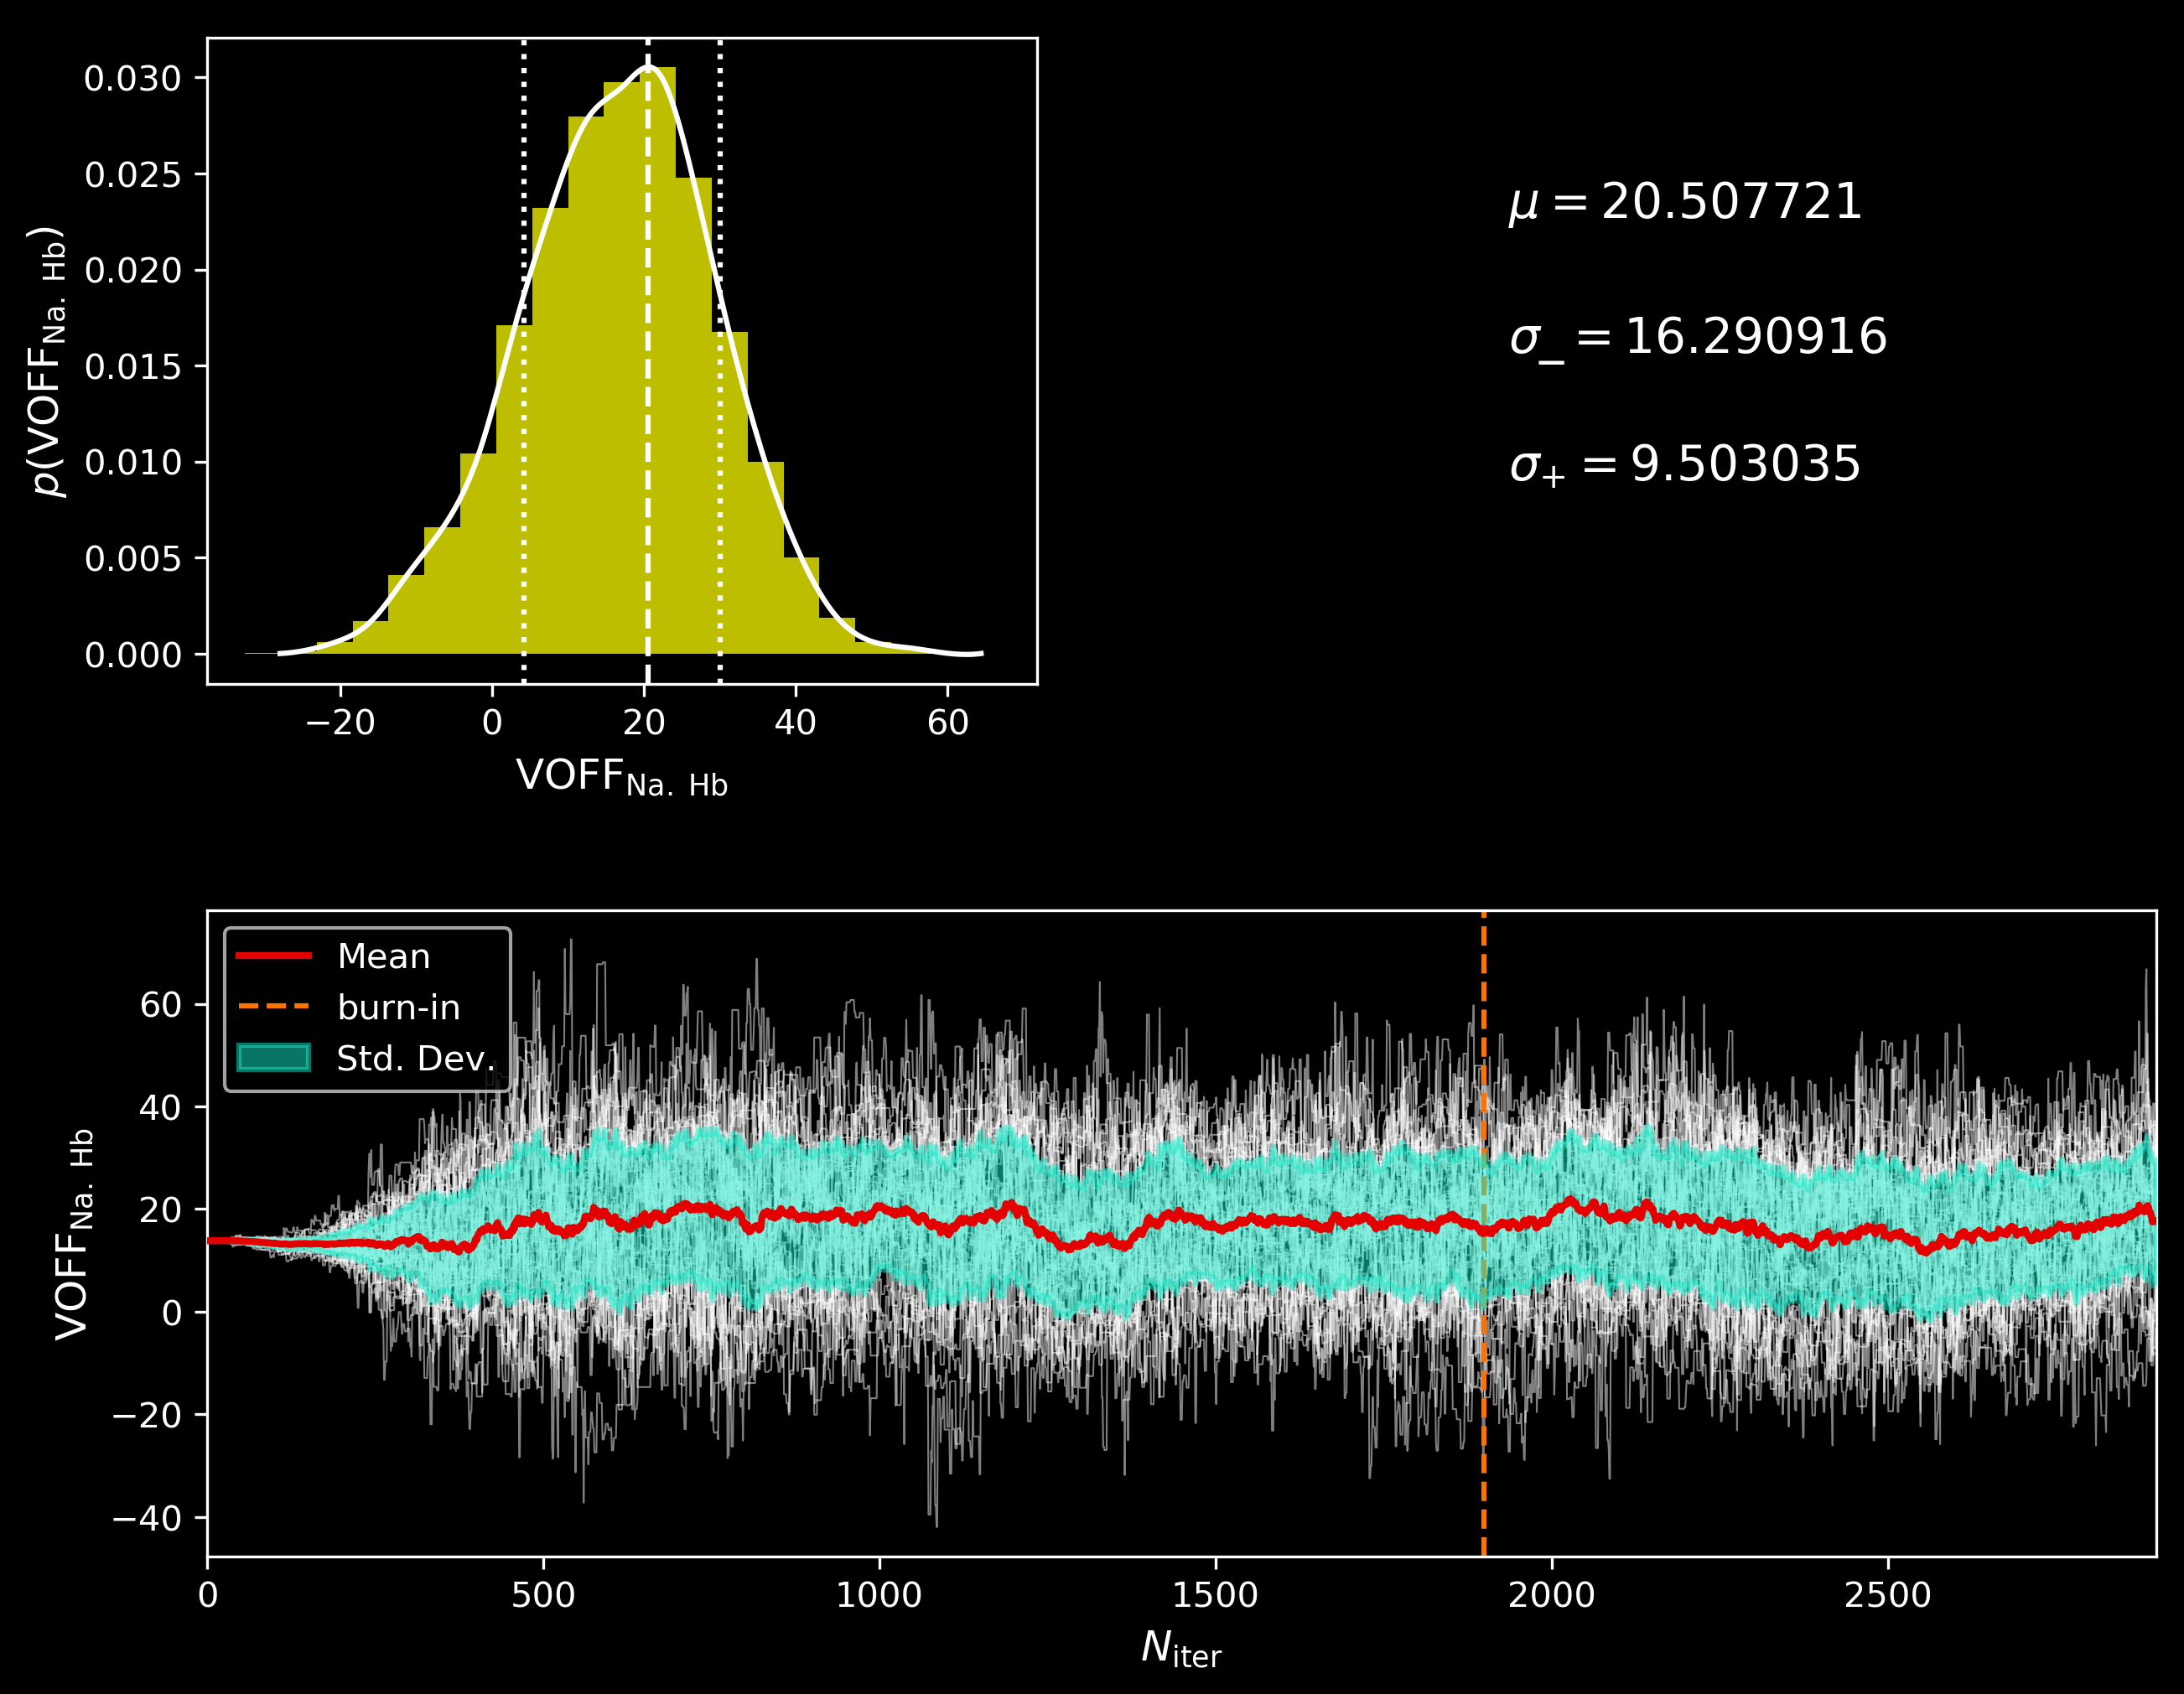 0.030
0.025
0.020
0.015
0.010
0.005
0.000
p(VOFF_Na. Hb)
−20 0 20 40 60
VOFF_Na. Hb
μ = 20.507721
σ_− = 16.290916
σ_+ = 9.503035
Mean
burn-in
Std. Dev.
60
40
20
0
−20
−40
VOFF_Na. Hb
0 500 1000 1500 2000 2500
N_iter